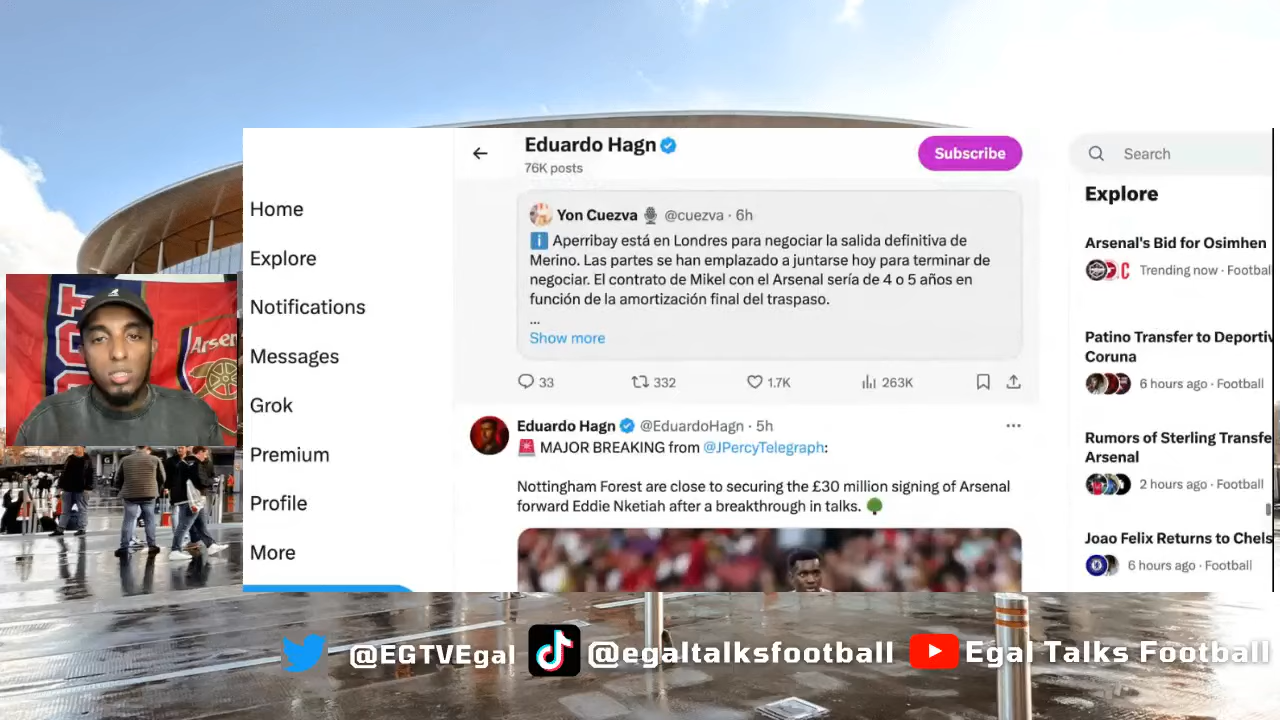 Eduardo Hagn
76K posts
Subscribe
Search
Home
Explore
Notifications
Messages
Grok
Premium
Profile
More
Yon Cuezva @cuezva · 6h
Aperribay está en Londres para negociar la salida definitiva de
Merino. Las partes se han emplazado a juntarse hoy para terminar de
negociar. El contrato de Mikel con el Arsenal sería de 4 o 5 años en
función de la amortización final del traspaso.
...
Show more
33 332 1.7K 263K
Eduardo Hagn @EduardoHagn · 5h
MAJOR BREAKING from @JPercyTelegraph:
Nottingham Forest are close to securing the £30 million signing of Arsenal
forward Eddie Nketiah after a breakthrough in talks.
Explore
Arsenal's Bid for Osimhen
Trending now · Footbal
Patino Transfer to Deportiv
Coruna
6 hours ago · Football
Rumors of Sterling Transfe
Arsenal
2 hours ago · Football
Joao Felix Returns to Chels
6 hours ago · Football
Arsen
@EGTVEgal
@egaltalksfootball
Egal Talks Football